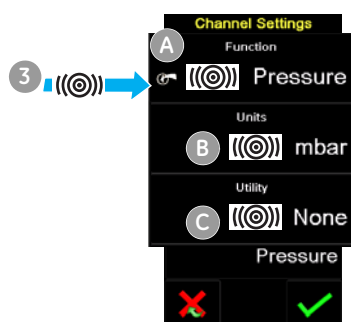 Channel Settings
A
Function
3
Pressure
Units
B
mbar
Utility
C
None
Pressure